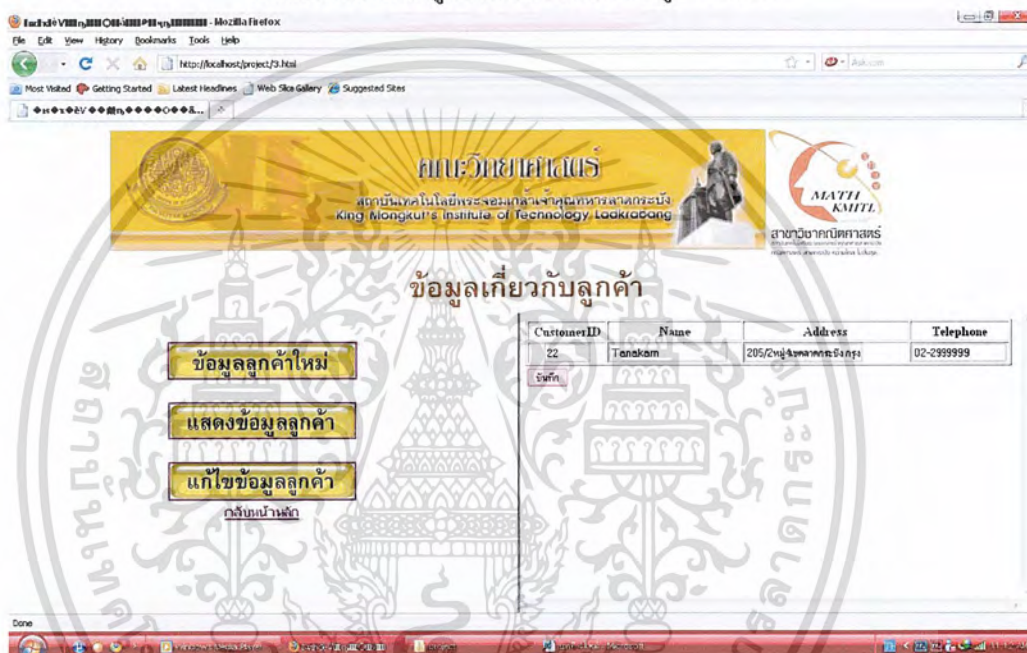 - Mozilla Firefox
File Edit View History Bookmarks Tools Help
http://localhost/project/3.html
Ask.com
Most Visited Getting Started Latest Headlines Web Slice Gallery Suggested Sites
คณะวิทยาศาสตร์
สถาบันเทคโนโลยีพระจอมเกล้าเจ้าคุณทหารลาดกระบัง
King Mongkut's Institute of Technology Ladkrabang
MATH
KMITL
สาขาวิชาคณิตศาสตร์
ข้อมูลเกี่ยวกับลูกค้า
CustomerID Name Address Telephone
22 Tanakarn 02-2999999
บันทึก
ข้อมูลลูกค้าใหม่
แสดงข้อมูลลูกค้า
แก้ไขข้อมูลลูกค้า
กลับหน้าหลัก
Done